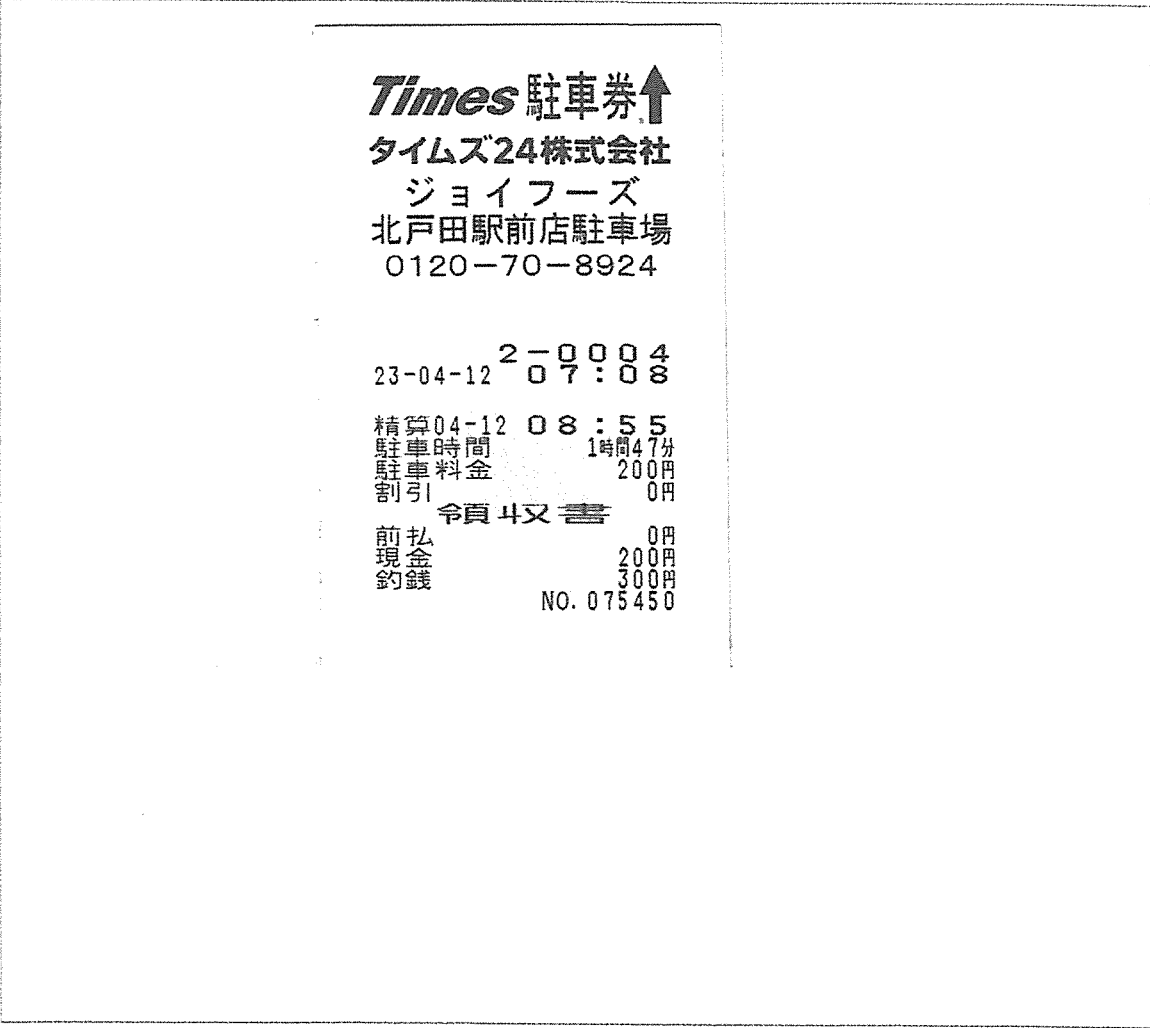 Times 駐車券↑
タイムズ24株式会社
ジョイフーズ
北戸田駅前店駐車場
0120-70-8924
2-0004
23-04-12 07:08
精算04-12 08:55
駐車時間 1時間47分
駐車料金 200円
割引 0円
領収書
前払 0円
現金 200円
釣銭 300円
NO.075450